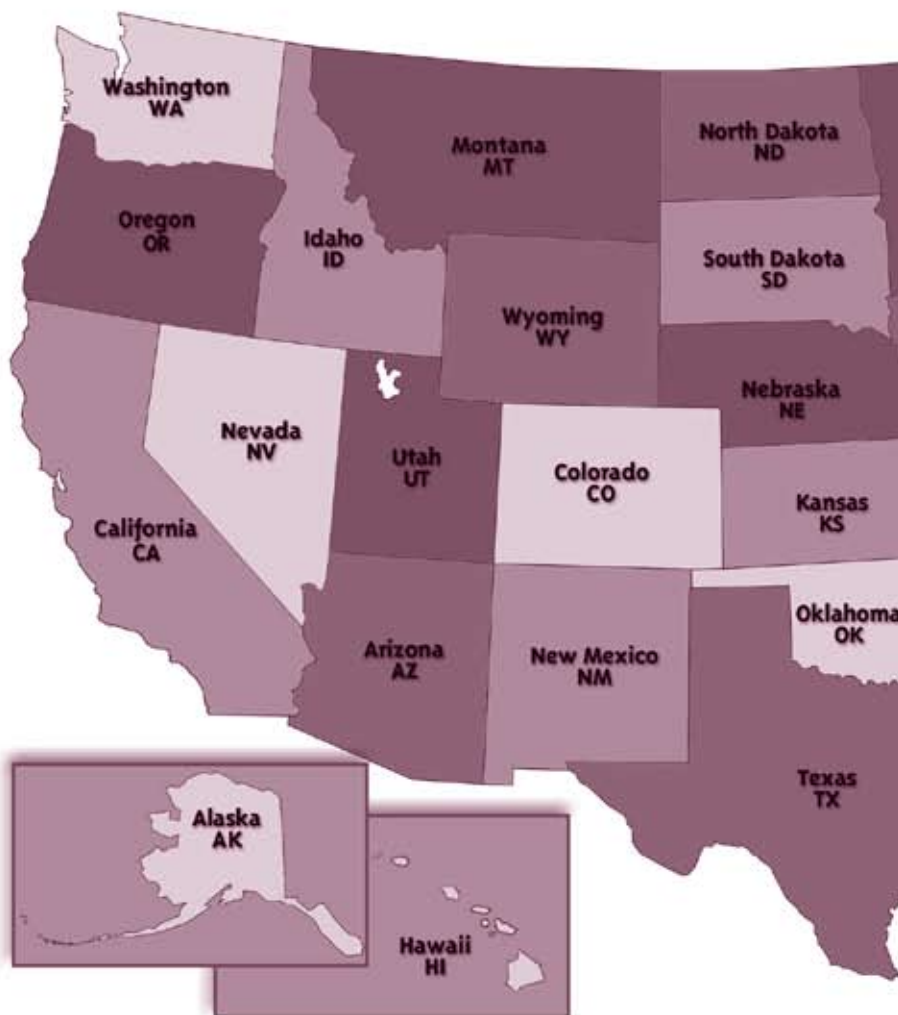 Washington
WA
Montana
MT
North Dakota
ND
Oregon
OR
Idaho
ID
South Dakota
SD
Wyoming
WY
Nebraska
NE
Nevada
NV
Utah
UT
Colorado
CO
Kansas
KS
California
CA
Arizona
AZ
New Mexico
NM
Oklahoma
OK
Texas
TX
Alaska
AK
Hawaii
HI